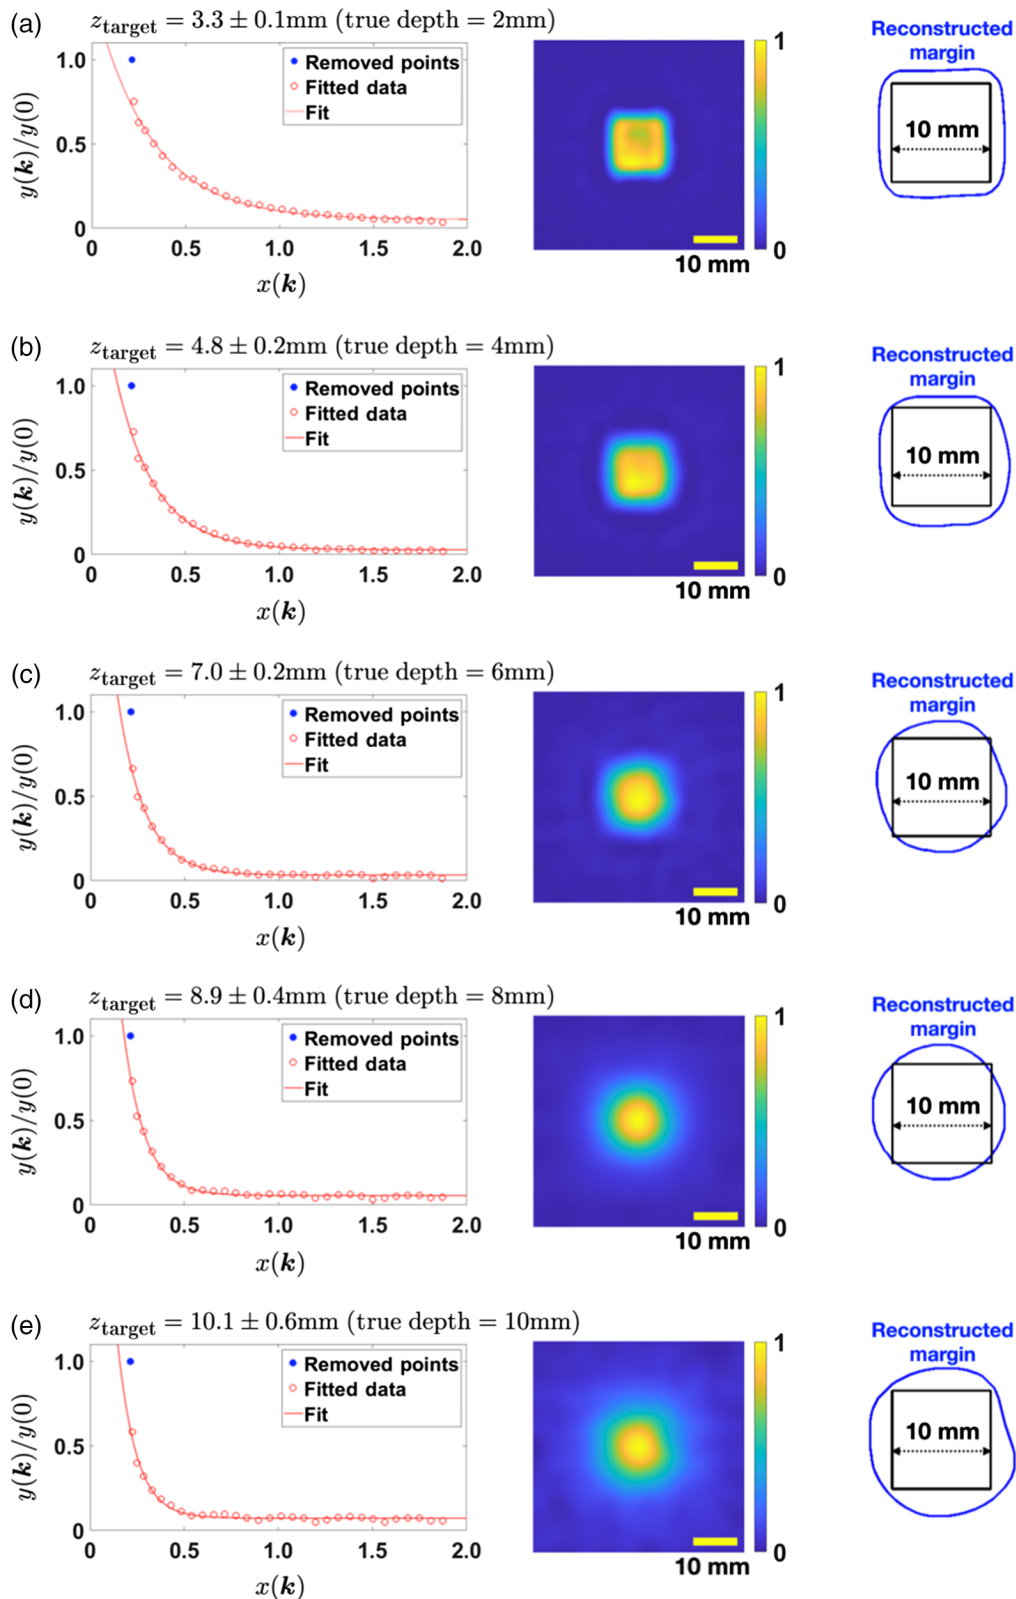 (a)
z_target = 3.3 ± 0.1mm (true depth = 2mm)
y(k)/y(0)
1.0
0.5
0
Removed points
Fitted data
Fit
0 0.5 1.0 1.5 2.0
x(k)
1
0
10 mm
Reconstructed
margin
10 mm
(b)
z_target = 4.8 ± 0.2mm (true depth = 4mm)
y(k)/y(0)
1.0
0.5
0
Removed points
Fitted data
Fit
0 0.5 1.0 1.5 2.0
x(k)
1
0
10 mm
Reconstructed
margin
10 mm
(c)
z_target = 7.0 ± 0.2mm (true depth = 6mm)
y(k)/y(0)
1.0
0.5
0
Removed points
Fitted data
Fit
0 0.5 1.0 1.5 2.0
x(k)
1
0
10 mm
Reconstructed
margin
10 mm
(d)
z_target = 8.9 ± 0.4mm (true depth = 8mm)
y(k)/y(0)
1.0
0.5
0
Removed points
Fitted data
Fit
0 0.5 1.0 1.5 2.0
x(k)
1
0
10 mm
Reconstructed
margin
10 mm
(e)
z_target = 10.1 ± 0.6mm (true depth = 10mm)
y(k)/y(0)
1.0
0.5
0
Removed points
Fitted data
Fit
0 0.5 1.0 1.5 2.0
x(k)
1
0
10 mm
Reconstructed
margin
10 mm